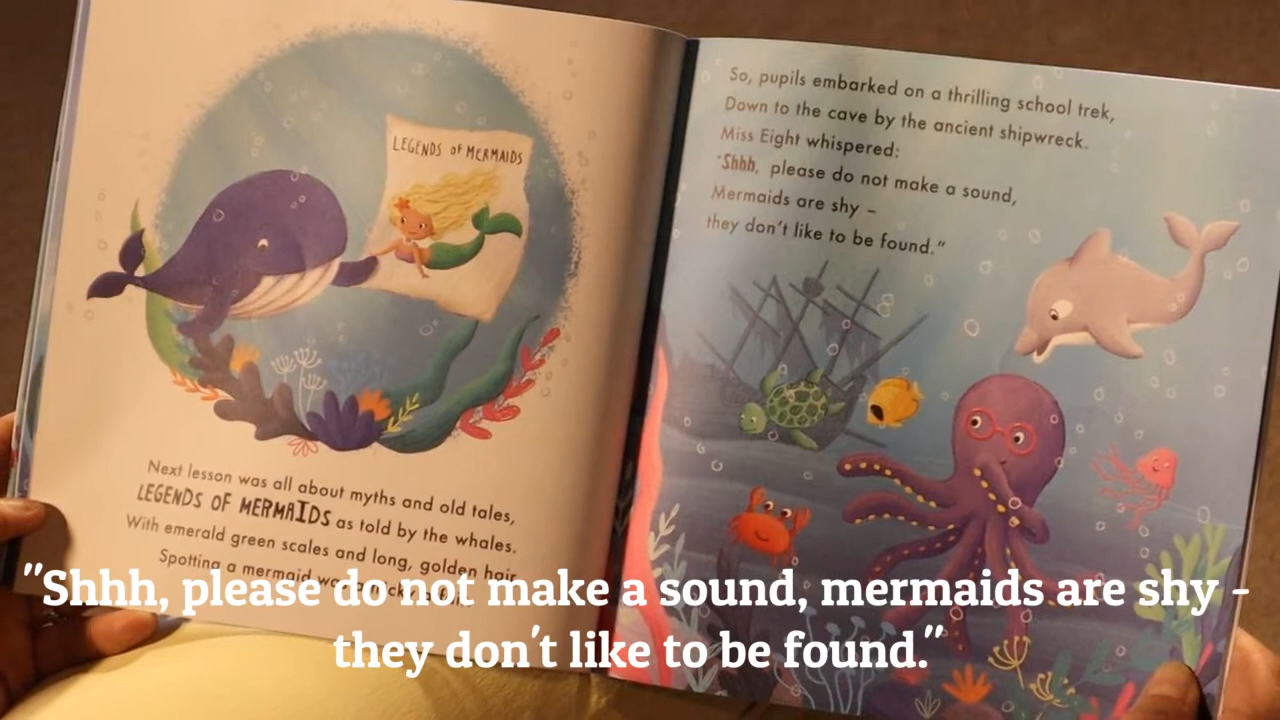 LEGENDS OF MERMAIDS
Next lesson was all about myths and old tales,
LEGENDS OF MERMAIDS as told by the whales.
With emerald green scales and long, golden hair
Spotting a mermaid was
So, pupils embarked on a thrilling school trek,
Down to the cave by the ancient shipwreck.
Miss Eight whispered:
"Shhh, please do not make a sound,
Mermaids are shy –
they don't like to be found."
"Shhh, please do not make a sound, mermaids are shy -
they don't like to be found."